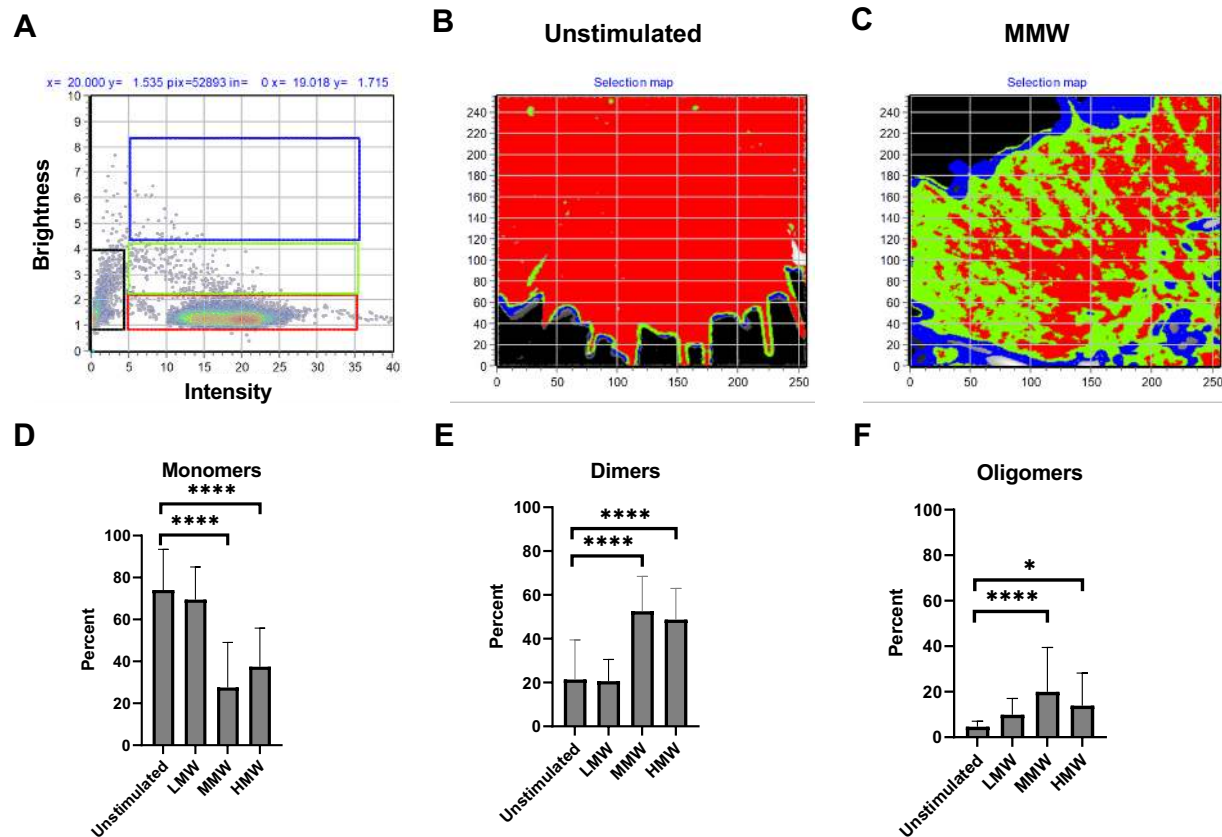 A
x= 20.000 y= 1.535 pix=52893 in= 0 x= 19.018 y= 1.715
10
9
8
7
6
5
4
3
2
1
0
Brightness
0 5 10 15 20 25 30 35 40
Intensity
B
Unstimulated
Selection map
240
220
200
180
160
140
120
100
80
60
40
20
0
0 50 100 150 200 250
C
MMW
Selection map
240
220
200
180
160
140
120
100
80
60
40
20
0
0 50 100 150 200 250
D
Monomers
****
****
100
80
60
40
20
0
Percent
Unstimulated
LMW
MMW
HMW
E
Dimers
****
****
100
80
60
40
20
0
Percent
Unstimulated
LMW
MMW
HMW
F
Oligomers
*
****
100
80
60
40
20
0
Percent
Unstimulated
LMW
MMW
HMW